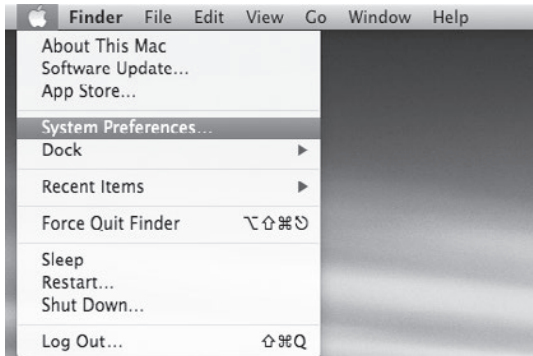 Finder File Edit View Go Window Help
About This Mac
Software Update...
App Store...
System Preferences...
Dock
Recent Items
Force Quit Finder ⌥⇧⌘⎋
Sleep
Restart...
Shut Down...
Log Out... ⇧⌘Q